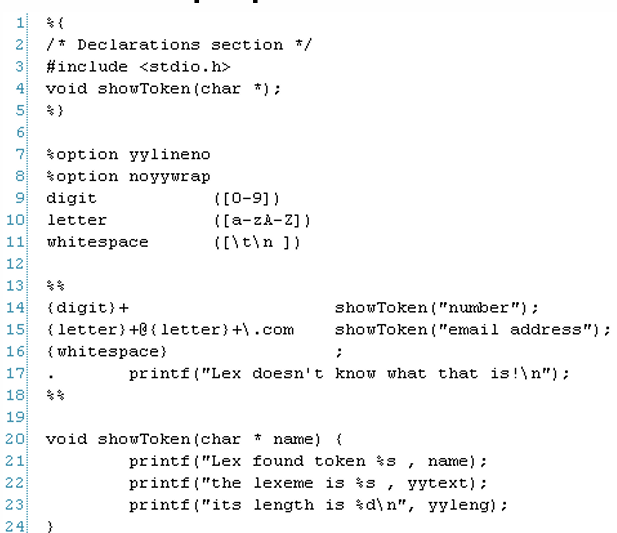 1 %{
2 /* Declarations section */
3 #include <stdio.h>
4 void showToken(char *);
5 %}
6
7 %option yylineno
8 %option noyywrap
9 digit ([0-9])
10 letter ([a-zA-Z])
11 whitespace ([\t\n ])
12
13 %%
14 {digit}+ showToken("number");
15 {letter}+@{letter}+\.com showToken("email address");
16 {whitespace} ;
17 . printf("Lex doesn't know what that is!\n");
18 %%
19
20 void showToken(char * name) {
21 printf("Lex found token %s , name);
22 printf("the lexeme is %s , yytext);
23 printf("its length is %d\n", yyleng);
24 }